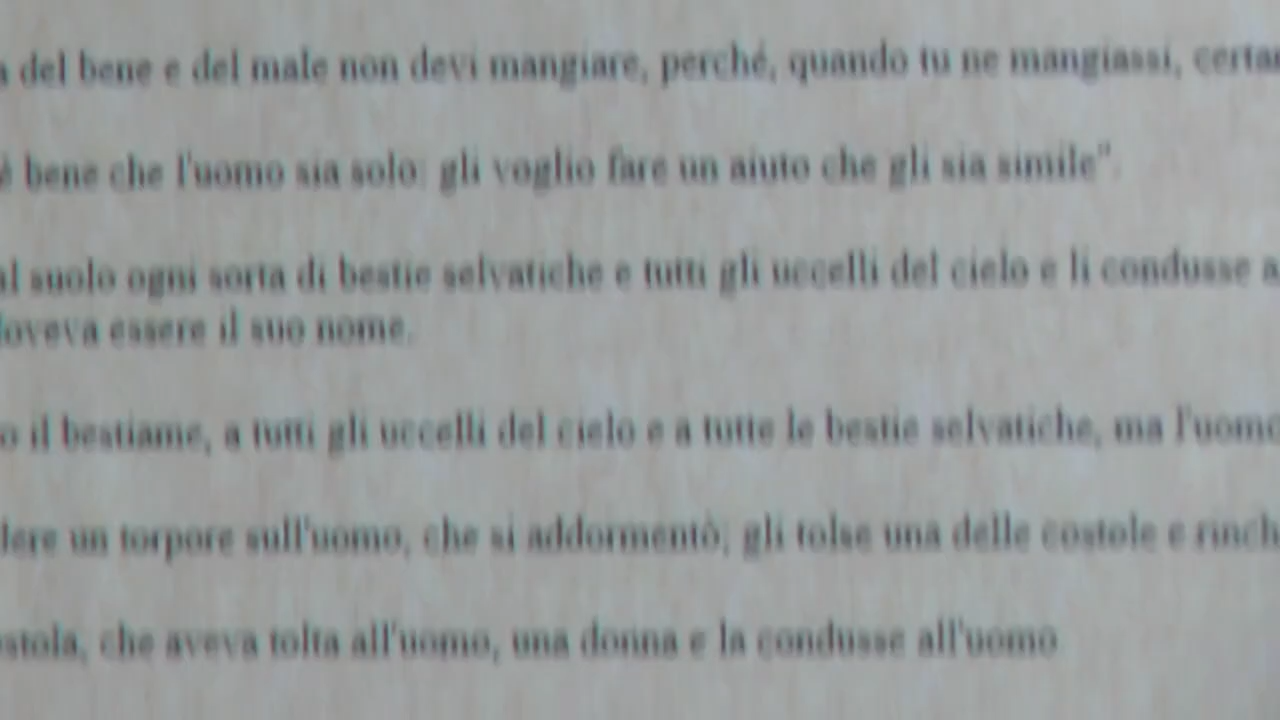 a del bene e del male non devi mangiare, perché, quando tu ne mangiassi, certa
è bene che l'uomo sia solo: gli voglio fare un aiuto che gli sia simile".
al suolo ogni sorta di bestie selvatiche e tutti gli uccelli del cielo e li condusse a
doveva essere il suo nome.
o il bestiame, a tutti gli uccelli del cielo e a tutte le bestie selvatiche, ma l'uomo
dere un torpore sull'uomo, che si addormentò; gli tolse una delle costole e rinch
ostola, che aveva tolta all'uomo, una donna e la condusse all'uomo